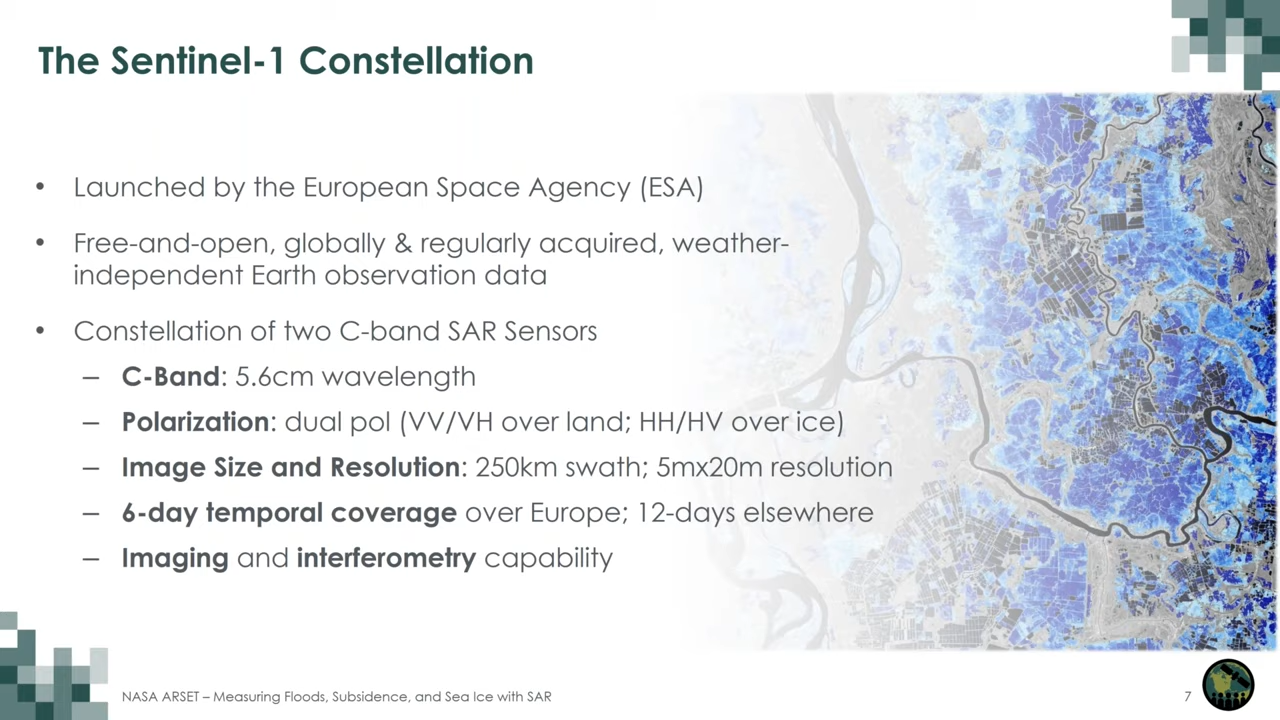 The Sentinel-1 Constellation
• Launched by the European Space Agency (ESA)
• Free-and-open, globally & regularly acquired, weather-
independent Earth observation data
• Constellation of two C-band SAR Sensors
– C-Band: 5.6cm wavelength
– Polarization: dual pol (VV/VH over land; HH/HV over ice)
– Image Size and Resolution: 250km swath; 5mx20m resolution
– 6-day temporal coverage over Europe; 12-days elsewhere
– Imaging and interferometry capability
NASA ARSET – Measuring Floods, Subsidence, and Sea Ice with SAR
7